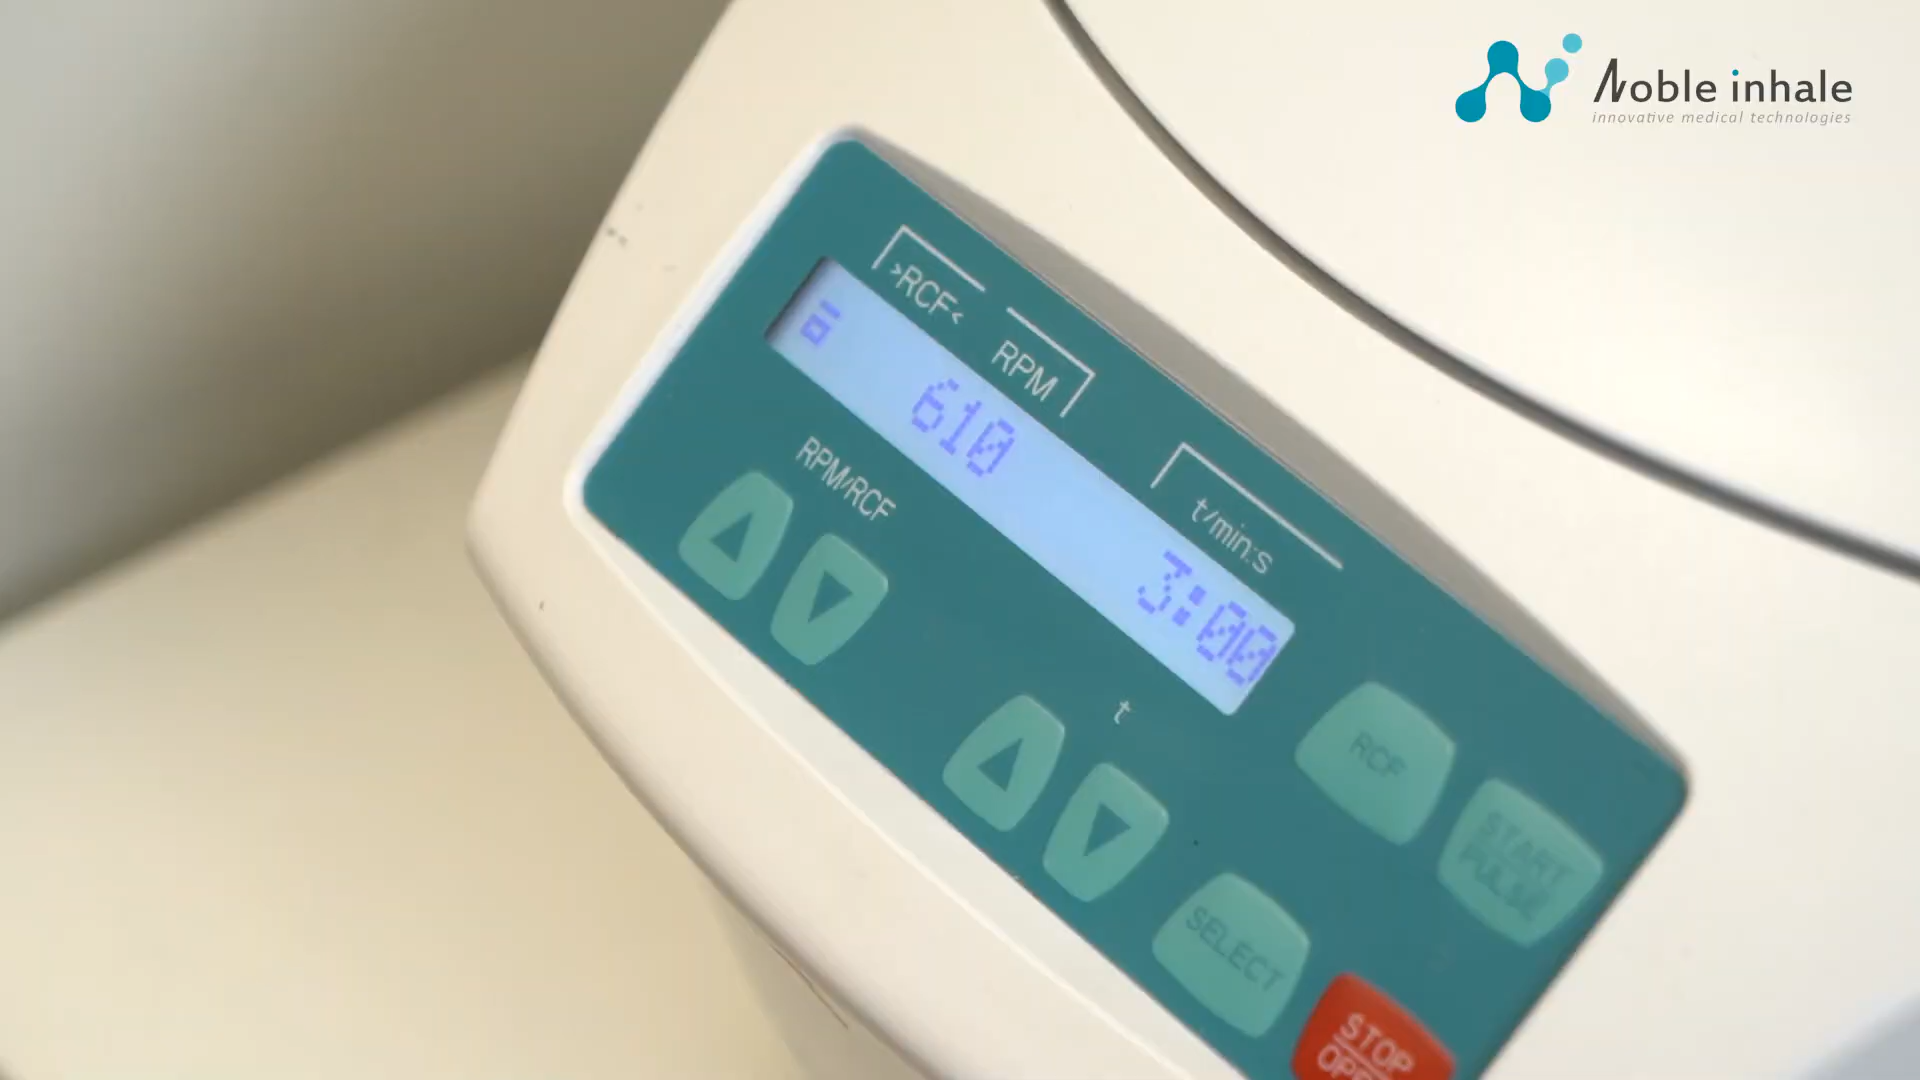 Noble inhale
innovative medical technologies
>RCF<
RPM
t/min:s
610
3:00
RPM/RCF
t
RCF
START
PULSE
SELECT
STOP